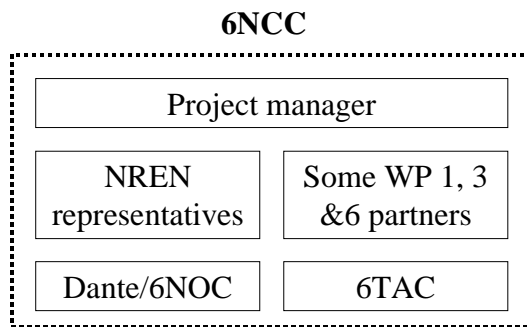 6NCC
Project manager
NREN
representatives
Some WP 1, 3
&6 partners
Dante/6NOC
6TAC